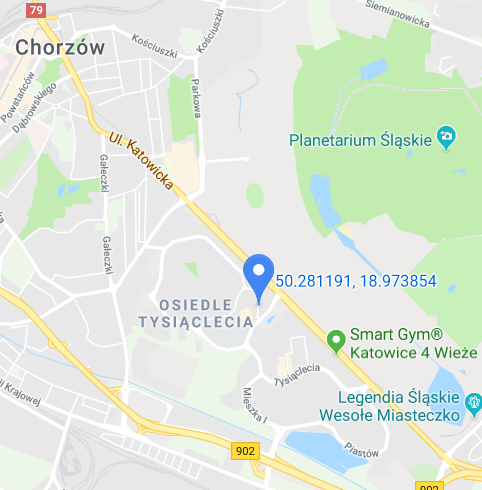 79
Siemianowicka
Kościuszki
Kościuszki
Chorzów
Powstańców
Dąbrowskiego
Parkowa
Ul. Katowicka
Planetarium Śląskie
Gałeczki
Gałeczki
50.281191, 18.973854
OSIEDLE
TYSIĄCLECIA
Smart Gym®
Katowice 4 Wieże
Tysiąclecia
Mieszka I
Legendia Śląskie
Wesołe Miasteczko
Krajowej
Piastów
902
902